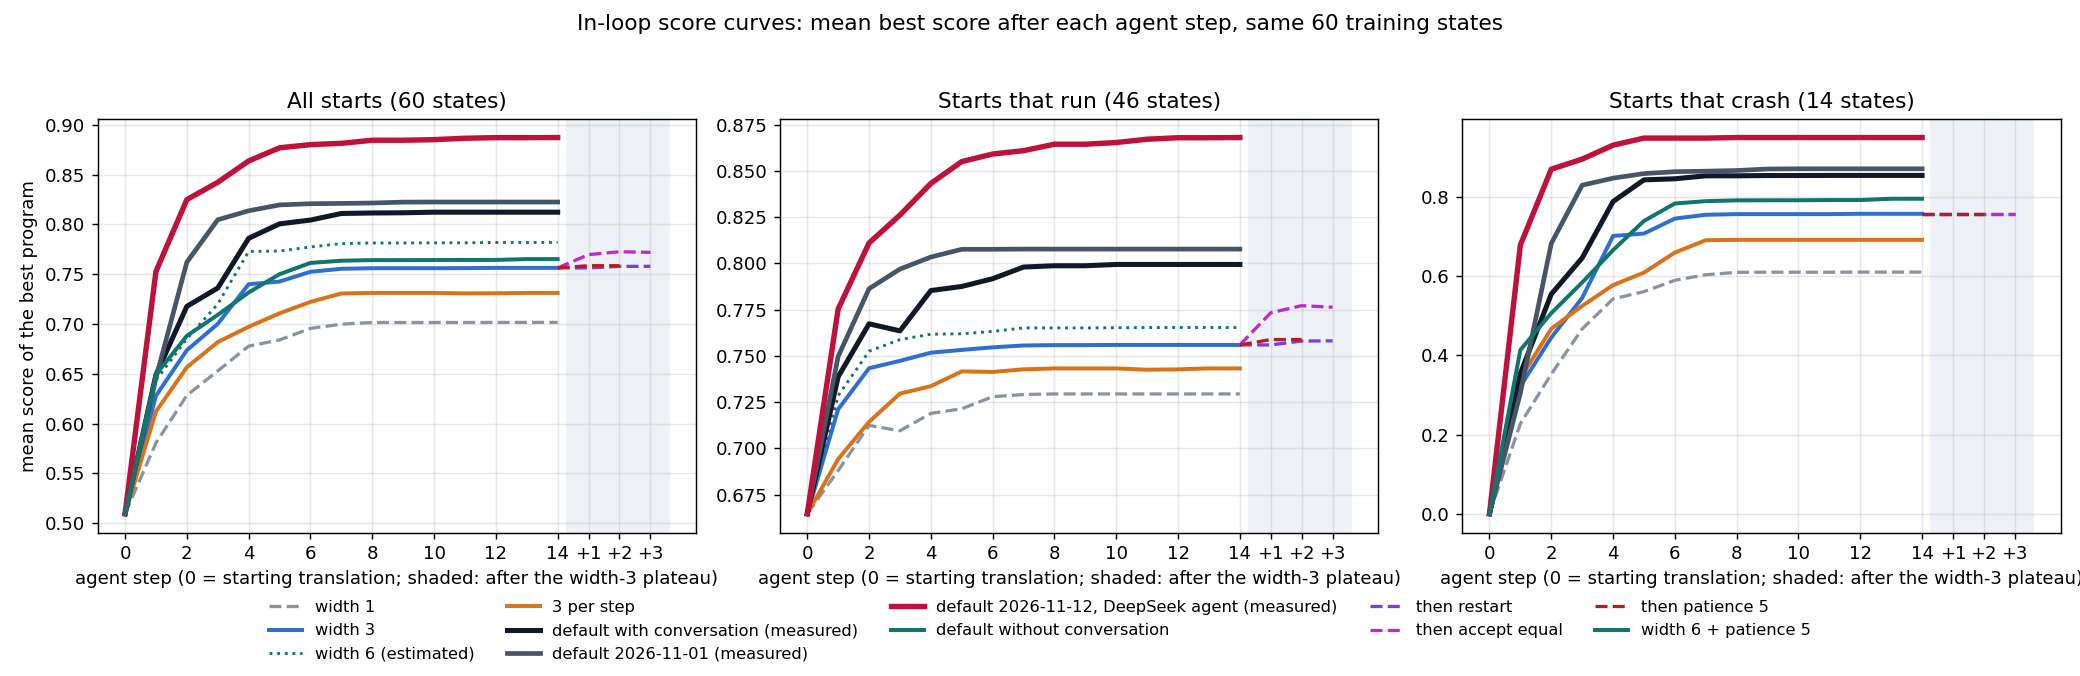 In-loop score curves: mean best score after each agent step, same 60 training states
All starts (60 states)
mean score of the best program
0.90
0.85
0.80
0.75
0.70
0.65
0.60
0.55
0.50
0 2 4 6 8 10 12 14 +1 +2 +3
agent step (0 = starting translation; shaded: after the width-3 plateau)
Starts that run (46 states)
0.875
0.850
0.825
0.800
0.775
0.750
0.725
0.700
0.675
0 2 4 6 8 10 12 14 +1 +2 +3
agent step (0 = starting translation; shaded: after the width-3 plateau)
Starts that crash (14 states)
0.8
0.6
0.4
0.2
0.0
0 2 4 6 8 10 12 14 +1 +2 +3
agent step (0 = starting translation; shaded: after the width-3 plateau)
width 1
width 3
width 6 (estimated)
3 per step
default with conversation (measured)
default 2026-11-01 (measured)
default 2026-11-12, DeepSeek agent (measured)
default without conversation
then restart
then accept equal
then patience 5
width 6 + patience 5